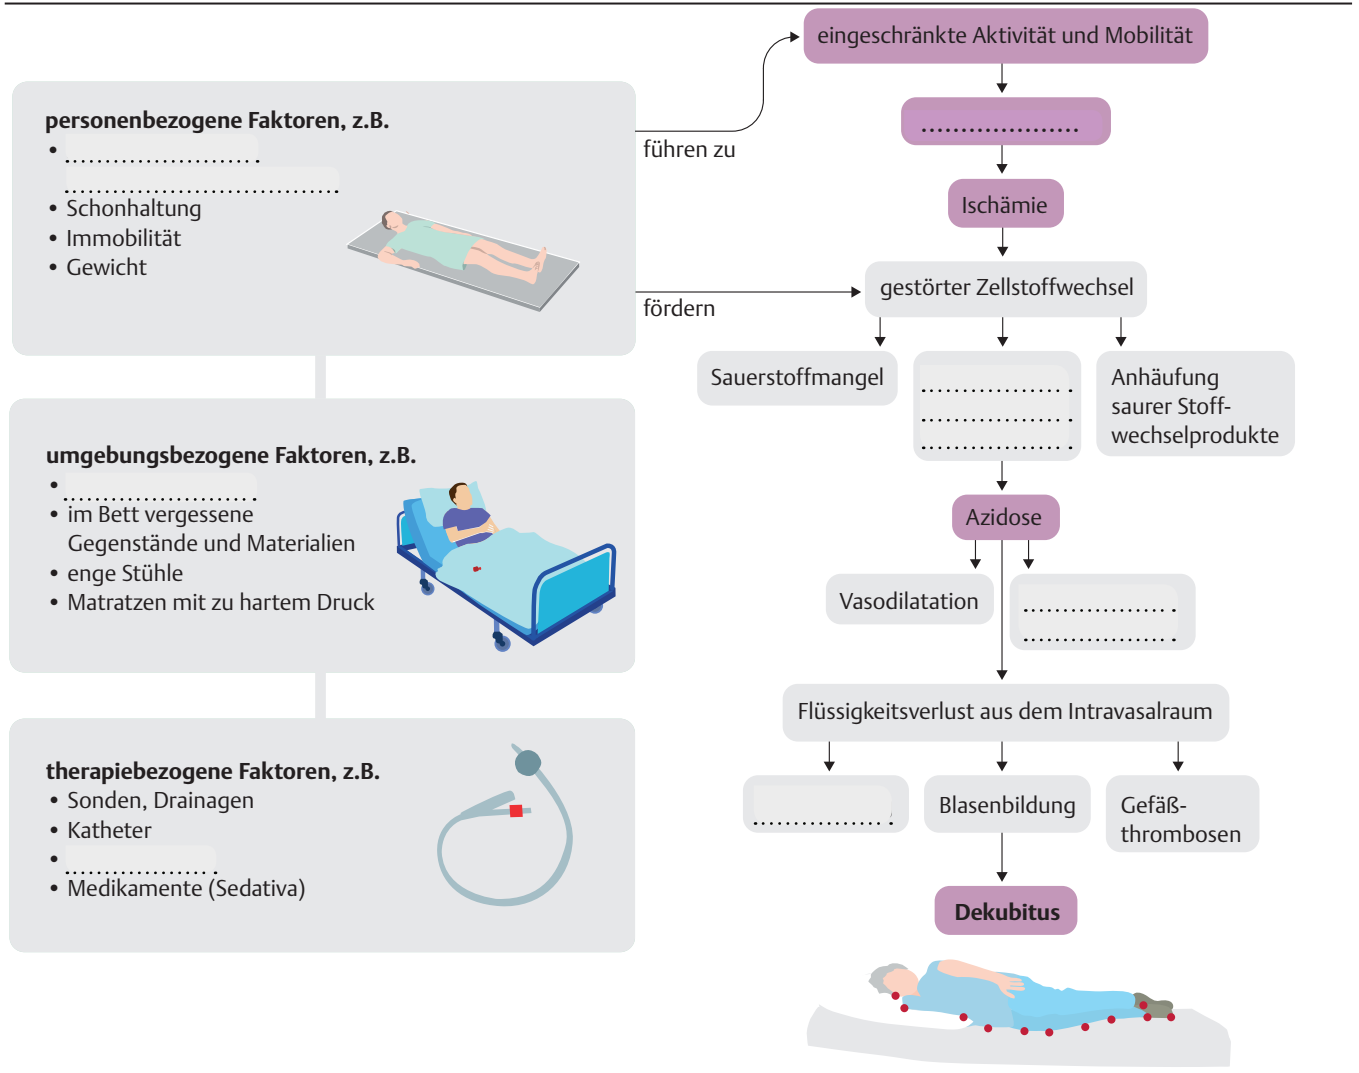 personenbezogene Faktoren, z.B.
• ........................
..................................
• Schonhaltung
• Immobilität
• Gewicht
umgebungsbezogene Faktoren, z.B.
• ........................
• im Bett vergessene
Gegenstände und Materialien
• enge Stühle
• Matratzen mit zu hartem Druck
therapiebezogene Faktoren, z.B.
• Sonden, Drainagen
• Katheter
• ...................
• Medikamente (Sedativa)
führen zu
fördern
eingeschränkte Aktivität und Mobilität
....................
Ischämie
gestörter Zellstoffwechsel
Sauerstoffmangel
...................
...................
...................
Anhäufung
saurer Stoff-
wechselprodukte
Azidose
Vasodilatation
...................
...................
Flüssigkeitsverlust aus dem Intravasalraum
..................
Blasenbildung
Gefäß-
thrombosen
Dekubitus